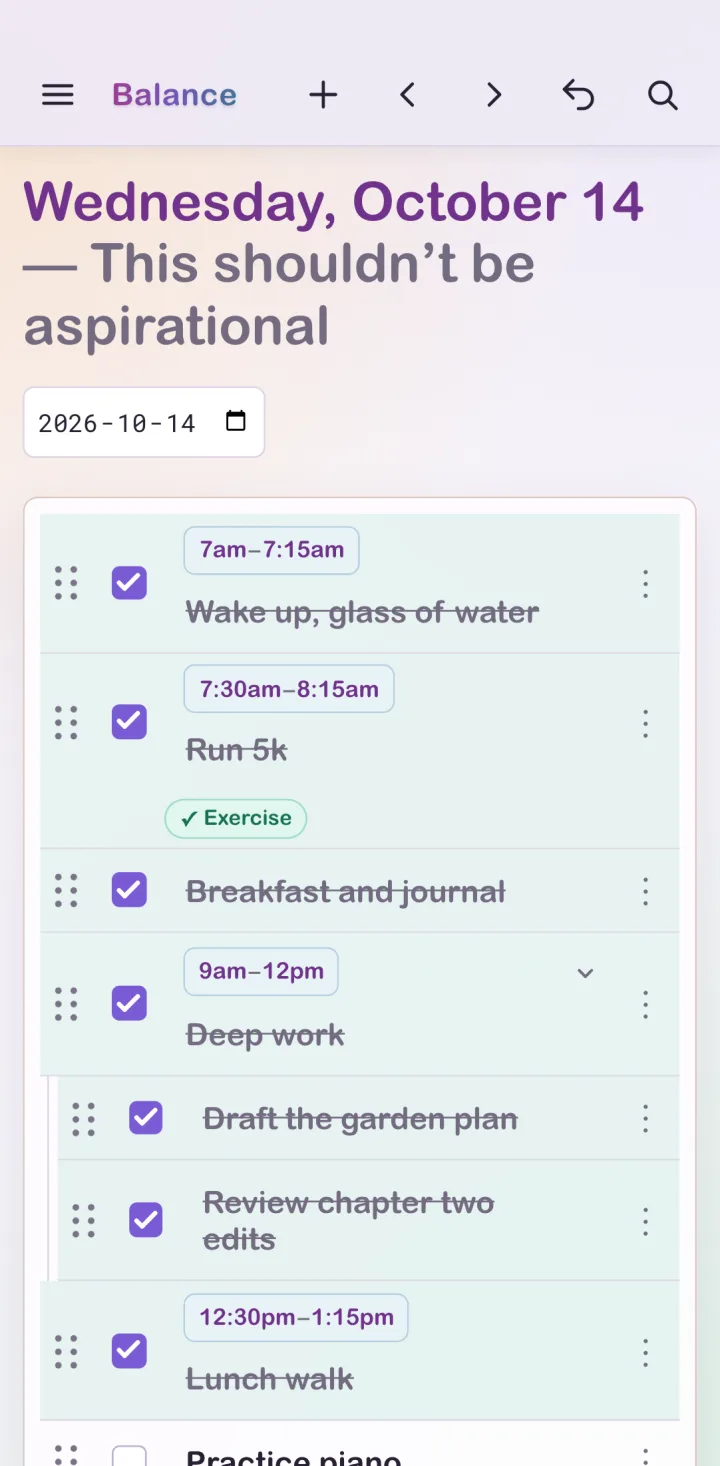 Balance
Wednesday, October 14
— This shouldn’t be
aspirational
2026-10-14
7am–7:15am
Wake up, glass of water
7:30am–8:15am
Run 5k
✓ Exercise
Breakfast and journal
9am–12pm
Deep work
Draft the garden plan
Review chapter two
edits
12:30pm–1:15pm
Lunch walk
Practice piano